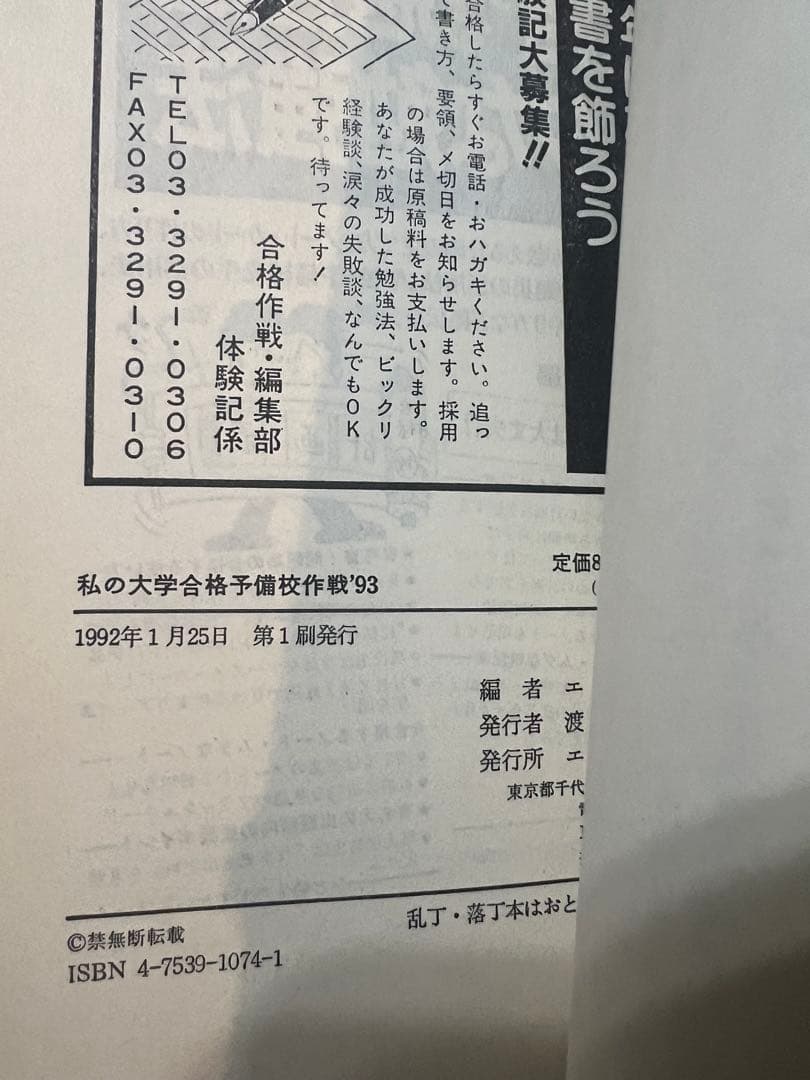 書を飾ろう
験記大募集!!
合格したらすぐお電話・おハガキください。追っ
て書き方、要領、〆切日をお知らせします。採用
の場合は原稿料をお支払いします。
あなたが成功した勉強法、ビックリ
経験談、涙々の失敗談、なんでもOK
です。待ってます!
合格作戦・編集部
体験記係
TEL03・3291・0306
FAX03・3291・0310
定価8
(
私の大学合格予備校作戦'93
1992年1月25日 第1刷発行
編 者 エ
発行者 渡
発行所 エ
東京都千代
乱丁・落丁本はおと
©禁無断転載
ISBN 4-7539-1074-1